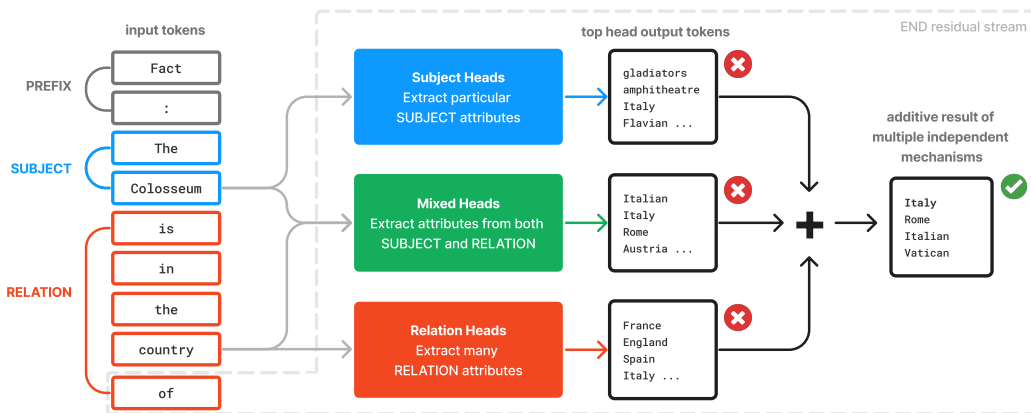 END residual stream
input tokens
top head output tokens
PREFIX
Fact
:
SUBJECT
The
Colosseum
RELATION
is
in
the
country
of
Subject Heads
Extract particular
SUBJECT attributes
gladiators
amphitheatre
Italy
Flavian ...
Mixed Heads
Extract attributes from both
SUBJECT and RELATION
Italian
Italy
Rome
Austria ...
Relation Heads
Extract many
RELATION attributes
France
England
Spain
Italy ...
+
additive result of
multiple independent
mechanisms
Italy
Rome
Italian
Vatican